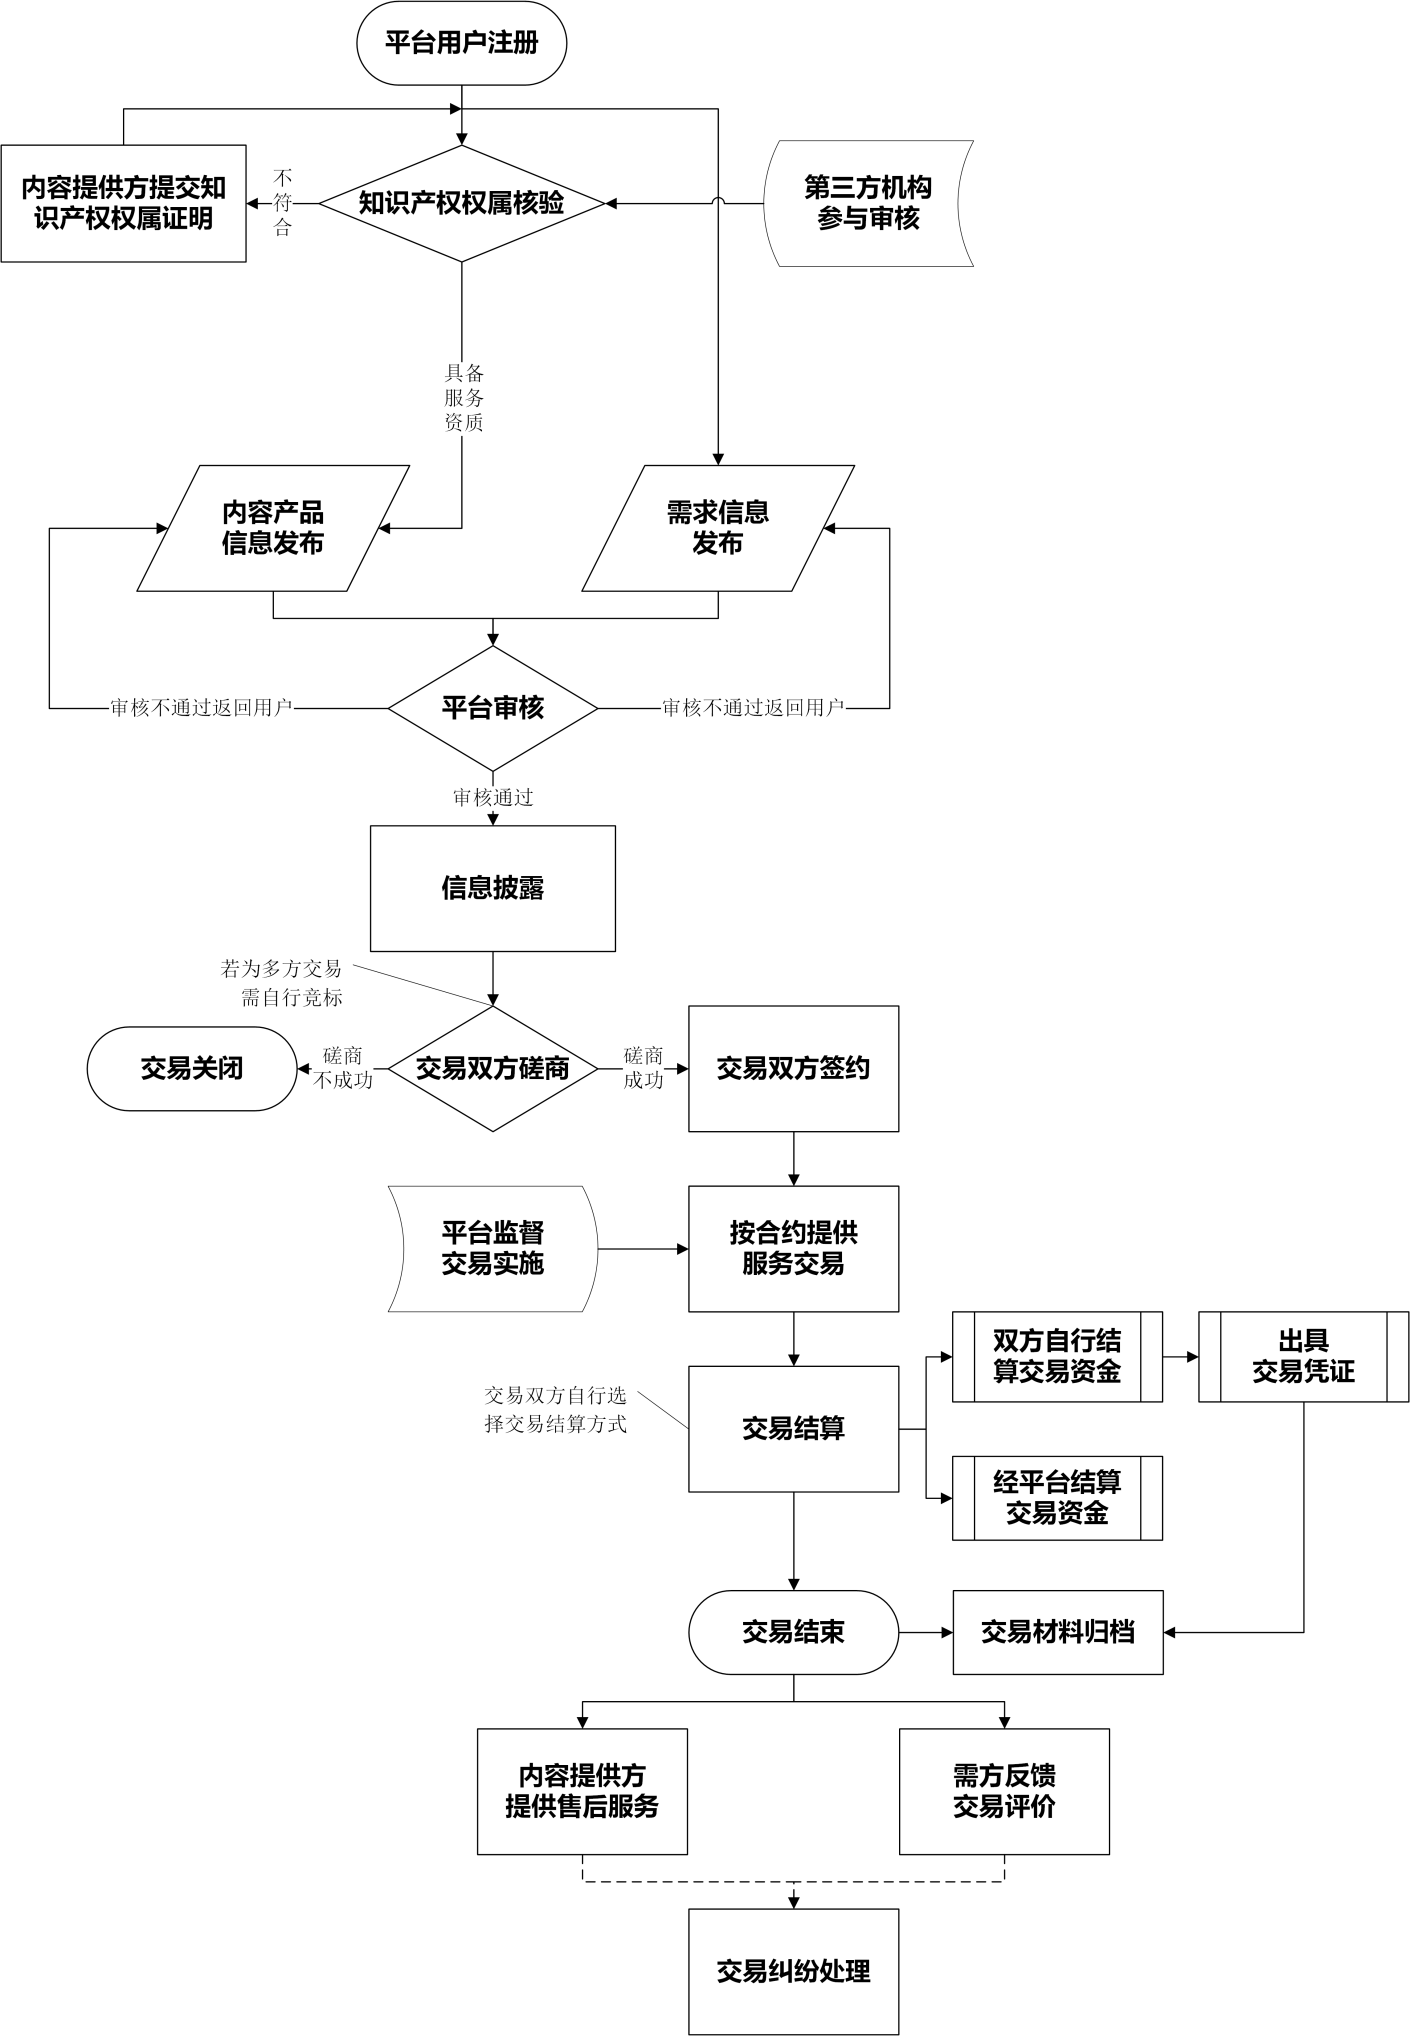 平台用户注册
内容提供方提交知
识产权权属证明
不
符
合
知识产权权属核验
第三方机构
参与审核
具备
服务
资质
内容产品
信息发布
需求信息
发布
审核不通过返回用户
平台审核
审核不通过返回用户
审核通过
信息披露
若为多方交易
需自行竞标
交易关闭
磋商
不成功
交易双方磋商
磋商
成功
交易双方签约
平台监督
交易实施
按合约提供
服务交易
双方自行结
算交易资金
出具
交易凭证
交易双方自行选
择交易结算方式
交易结算
经平台结算
交易资金
交易结束
交易材料归档
内容提供方
提供售后服务
需方反馈
交易评价
交易纠纷处理